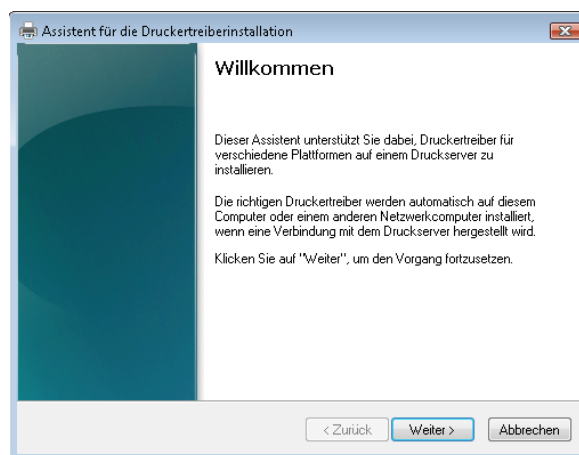 Assistent für die Druckertreiberinstallation
Willkommen
Dieser Assistent unterstützt Sie dabei, Druckertreiber für
verschiedene Plattformen auf einem Druckserver zu
installieren.
Die richtigen Druckertreiber werden automatisch auf diesem
Computer oder einem anderen Netzwerkcomputer installiert,
wenn eine Verbindung mit dem Druckserver hergestellt wird.
Klicken Sie auf "Weiter", um den Vorgang fortzusetzen.
< Zurück Weiter > Abbrechen